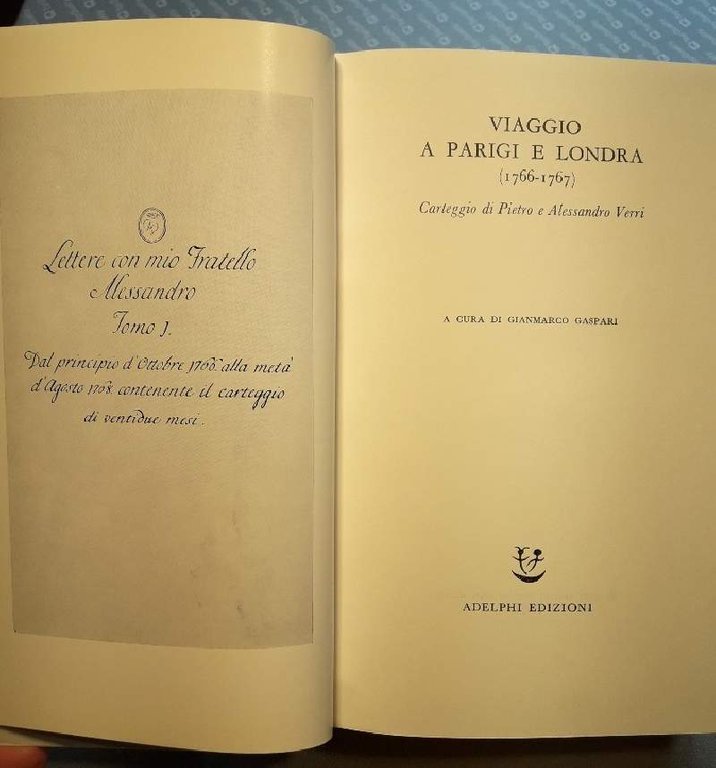 Lettere con mio Fratello
Alessandro
Tomo I.
Dal principio d'Ottobre 1766. alla metà
d'Agosto 1768. contenente il carteggio
di ventidue mesi.
VIAGGIO
A PARIGI E LONDRA
(1766-1767)
Carteggio di Pietro e Alessandro Verri
A CURA DI GIANMARCO GASPARI
ADELPHI EDIZIONI